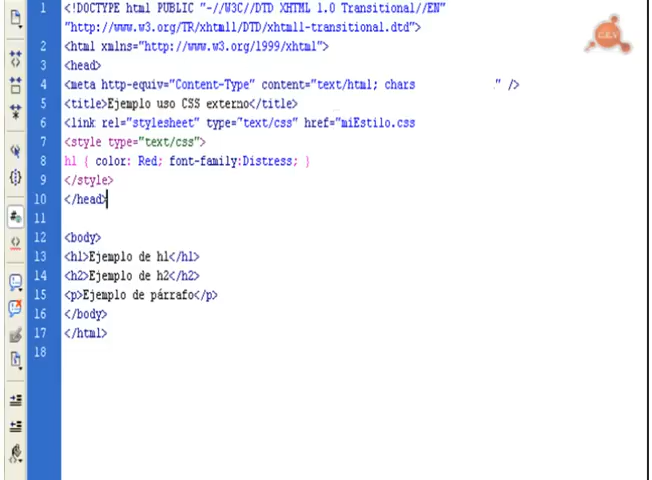 1 <!DOCTYPE html PUBLIC "-//W3C//DTD XHTML 1.0 Transitional//EN"
"http://www.w3.org/TR/xhtml1/DTD/xhtml1-transitional.dtd">
2 <html xmlns="http://www.w3.org/1999/xhtml">
3 <head>
4 <meta http-equiv="Content-Type" content="text/html; chars " />
5 <title>Ejemplo uso CSS externo</title>
6 <link rel="stylesheet" type="text/css" href="miEstilo.css
7 <style type="text/css">
8 h1 { color: Red; font-family:Distress; }
9 </style>
10 </head>
11
12 <body>
13 <h1>Ejemplo de h1</h1>
14 <h2>Ejemplo de h2</h2>
15 <p>Ejemplo de párrafo</p>
16 </body>
17 </html>
18